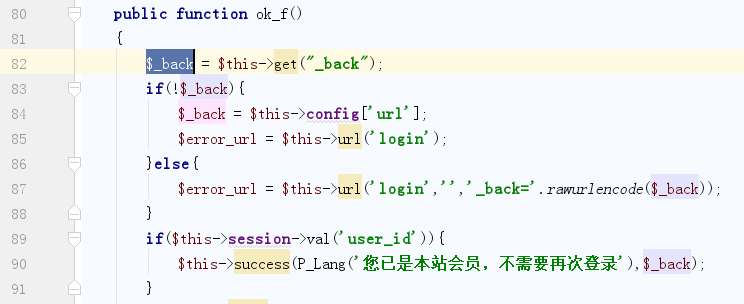 80 public function ok_f()
81 {
82 $_back = $this->get("_back");
83 if(!$_back){
84 $_back = $this->config['url'];
85 $error_url = $this->url('login');
86 }else{
87 $error_url = $this->url('login','','_back='.rawurlencode($_back));
88 }
89 if($this->session->val('user_id')){
90 $this->success(P_Lang('您已是本站会员，不需要再次登录'),$_back);
91 }